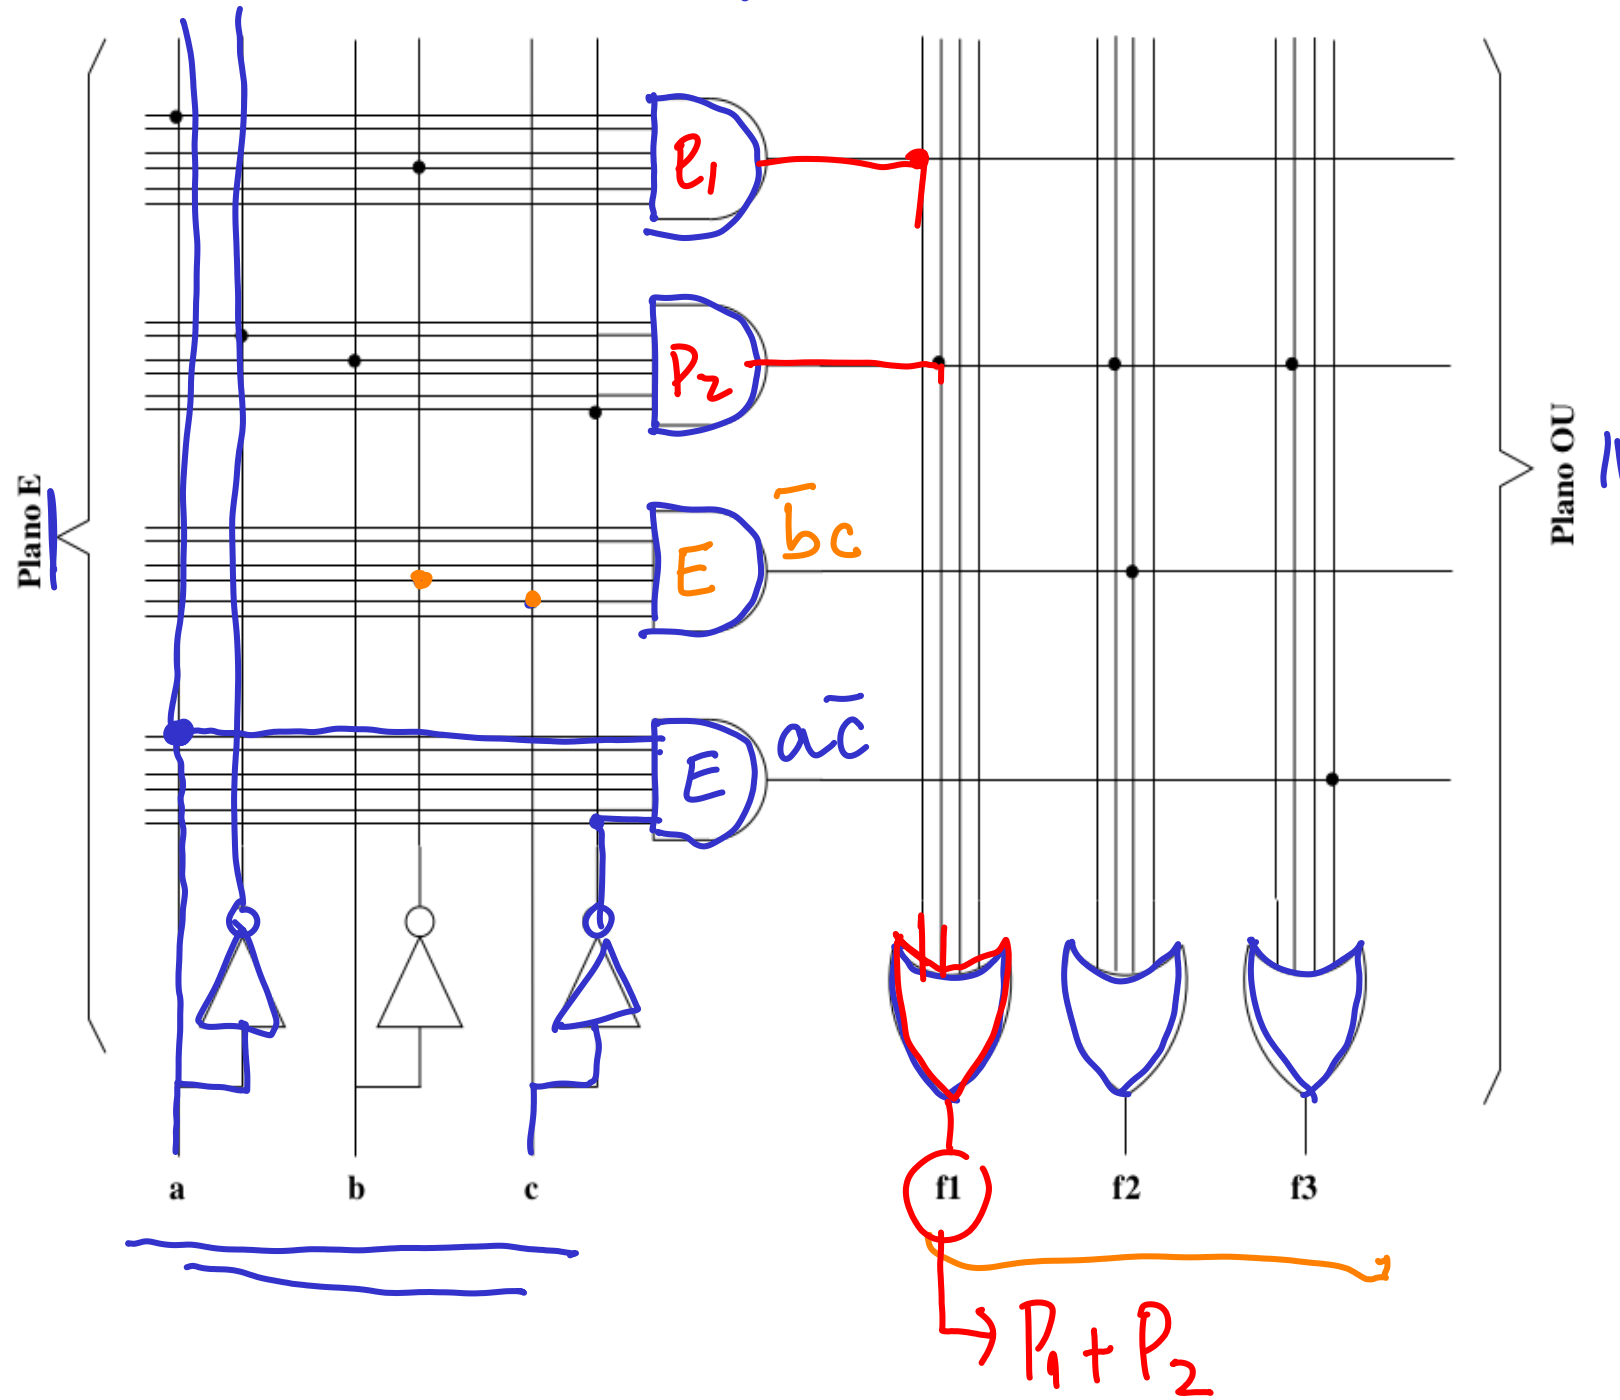 P₁
P₂
E
b̅c
E
ac̅
Plano E
Plano OU
a b c f1 f2 f3
P₁ + P₂